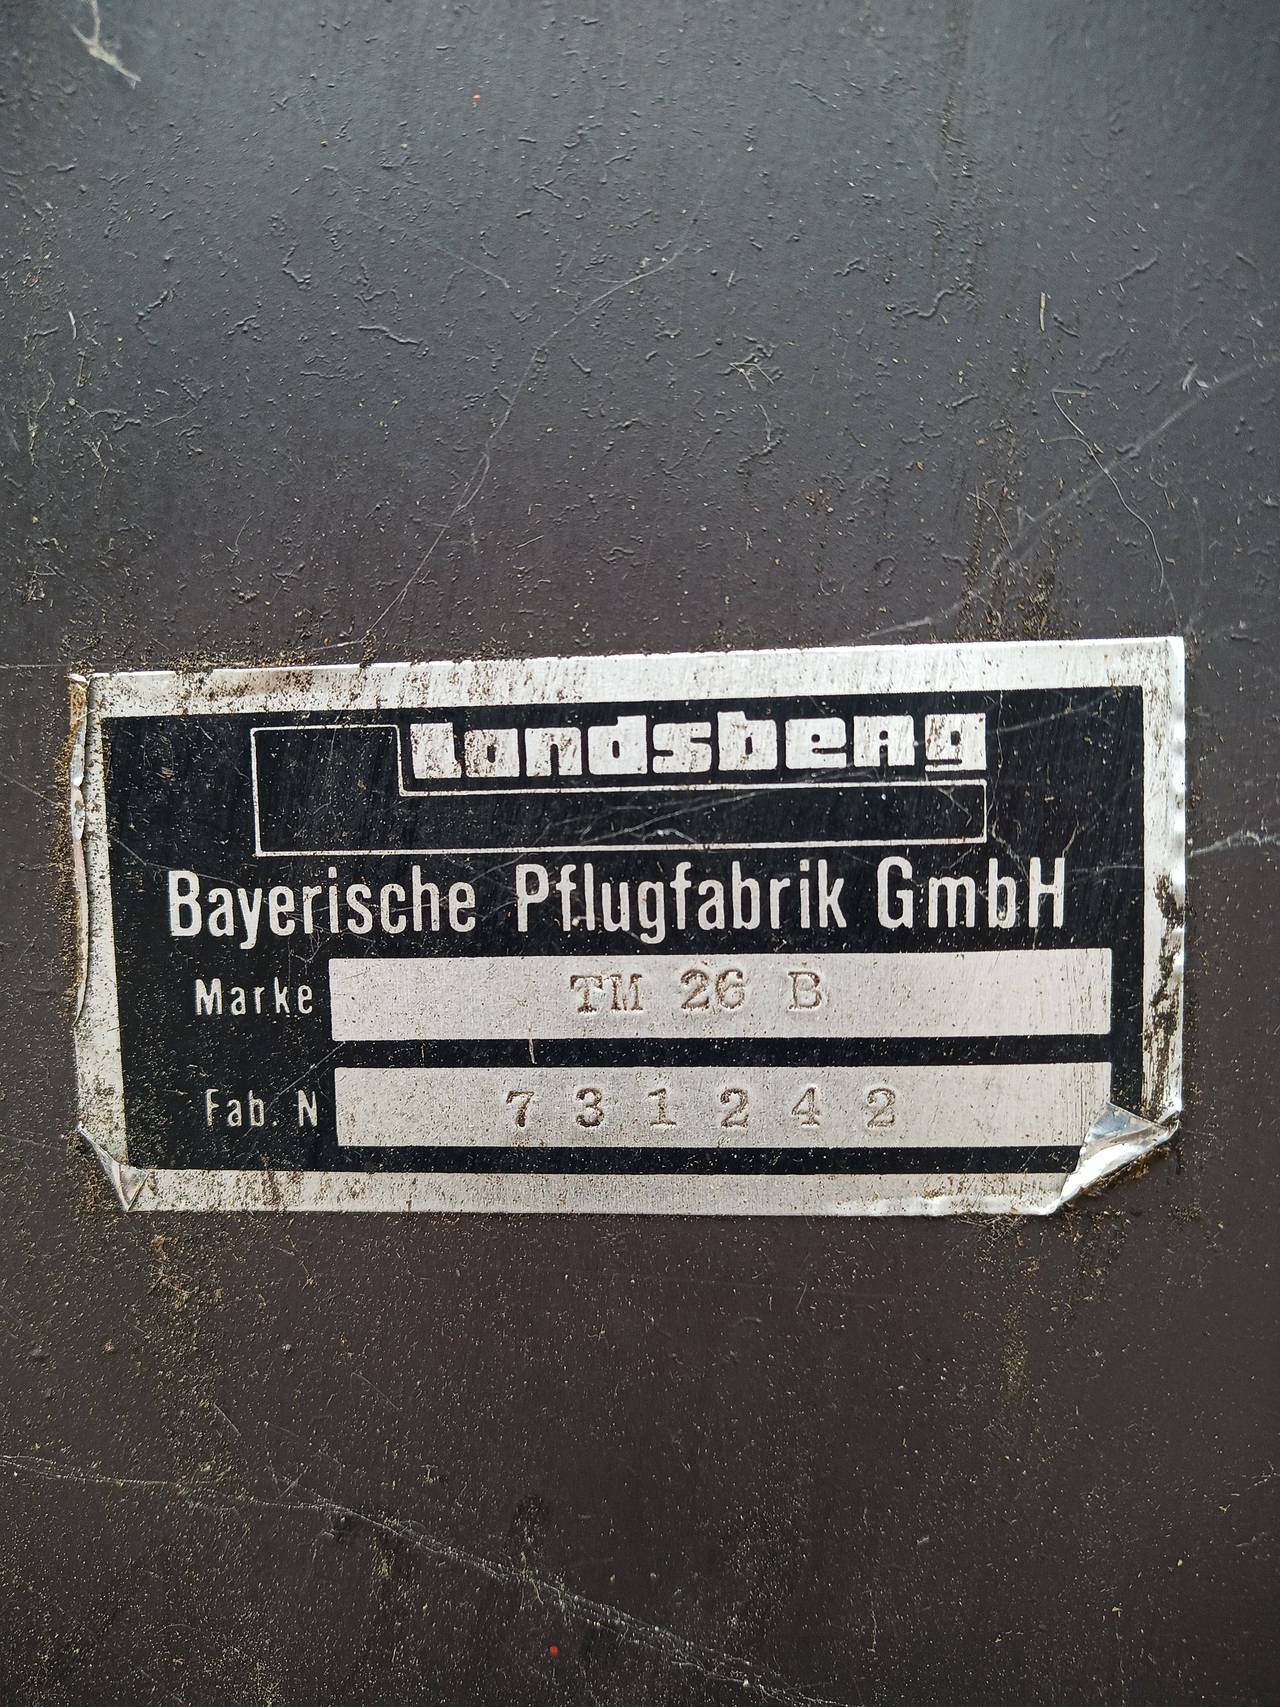 Landsberg
Bayerische Pflugfabrik GmbH
Marke TM 26 B
Fab. N 731242